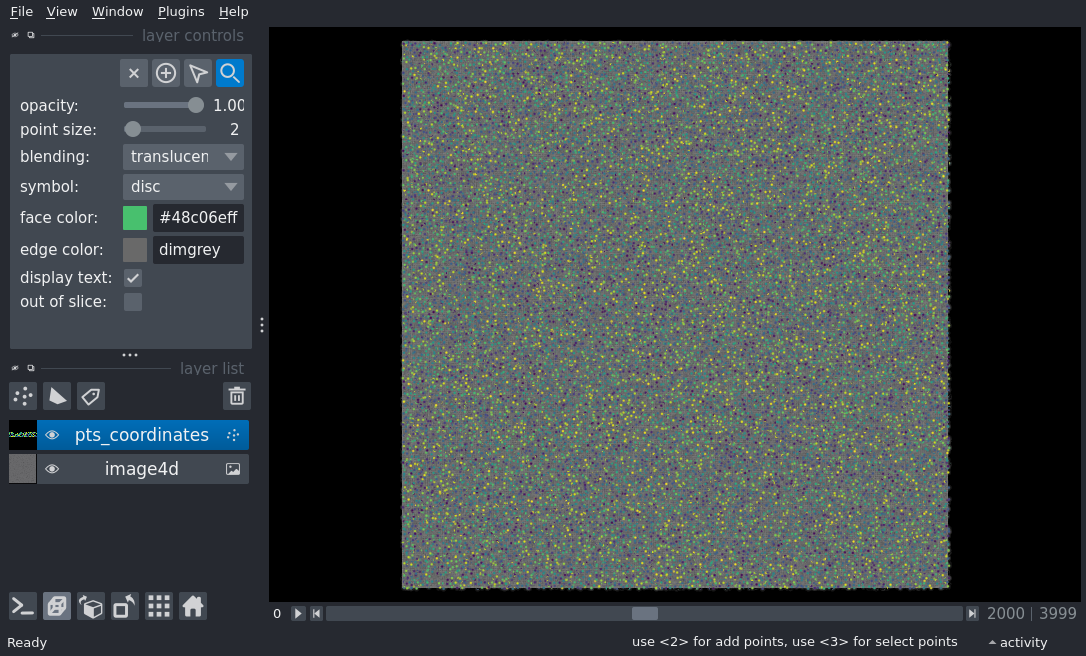 File View Window Plugins Help
layer controls
opacity: 1.00
point size: 2
blending: translucen
symbol: disc
face color: #48c06eff
edge color: dimgrey
display text:
out of slice:
layer list
pts_coordinates
image4d
0 2000 | 3999
Ready use <2> for add points, use <3> for select points activity